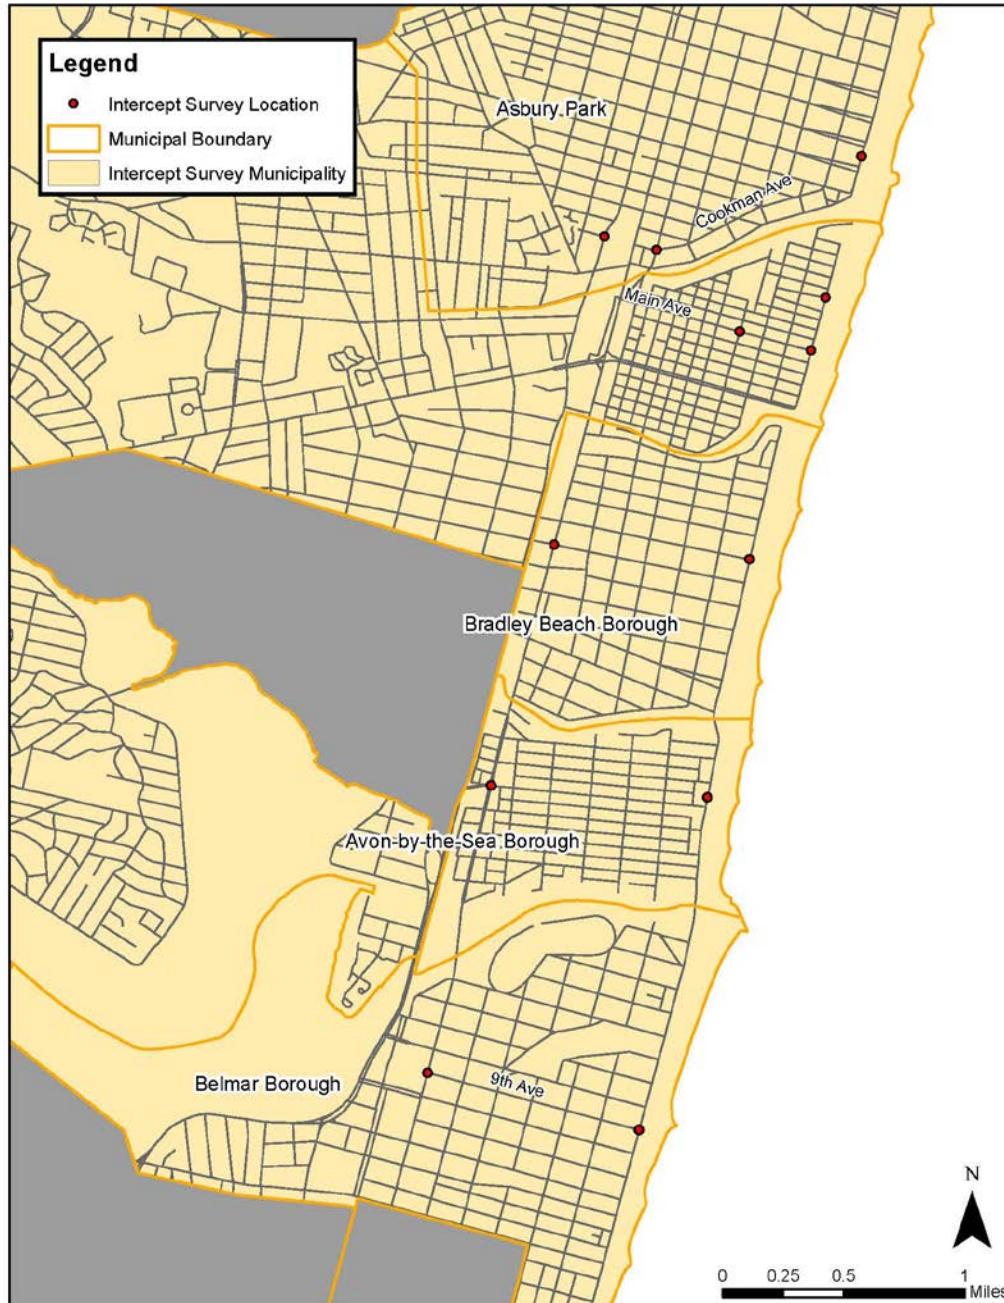 Legend
Intercept Survey Location
Municipal Boundary
Intercept Survey Municipality
Asbury Park
Cookman Ave
Main Ave
Bradley Beach Borough
Avon-by-the-Sea Borough
Belmar Borough
9th Ave
N
0 0.25 0.5 1
Miles